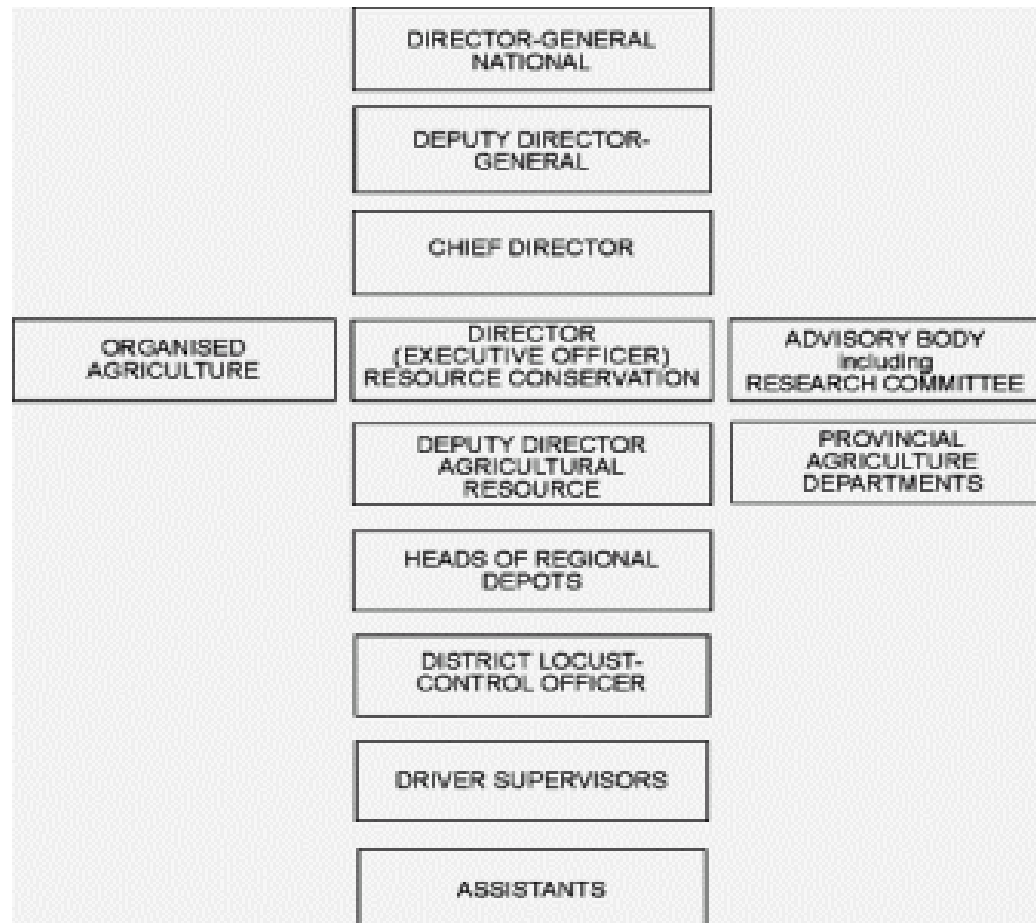 DIRECTOR-GENERAL
NATIONAL
DEPUTY DIRECTOR-
GENERAL
CHIEF DIRECTOR
ORGANISED
AGRICULTURE
DIRECTOR
(EXECUTIVE OFFICER)
RESOURCE CONSERVATION
ADVISORY BODY
including
RESEARCH COMMITTEE
DEPUTY DIRECTOR
AGRICULTURAL
RESOURCE
PROVINCIAL
AGRICULTURE
DEPARTMENTS
HEADS OF REGIONAL
DEPOTS
DISTRICT LOCUST-
CONTROL OFFICER
DRIVER SUPERVISORS
ASSISTANTS